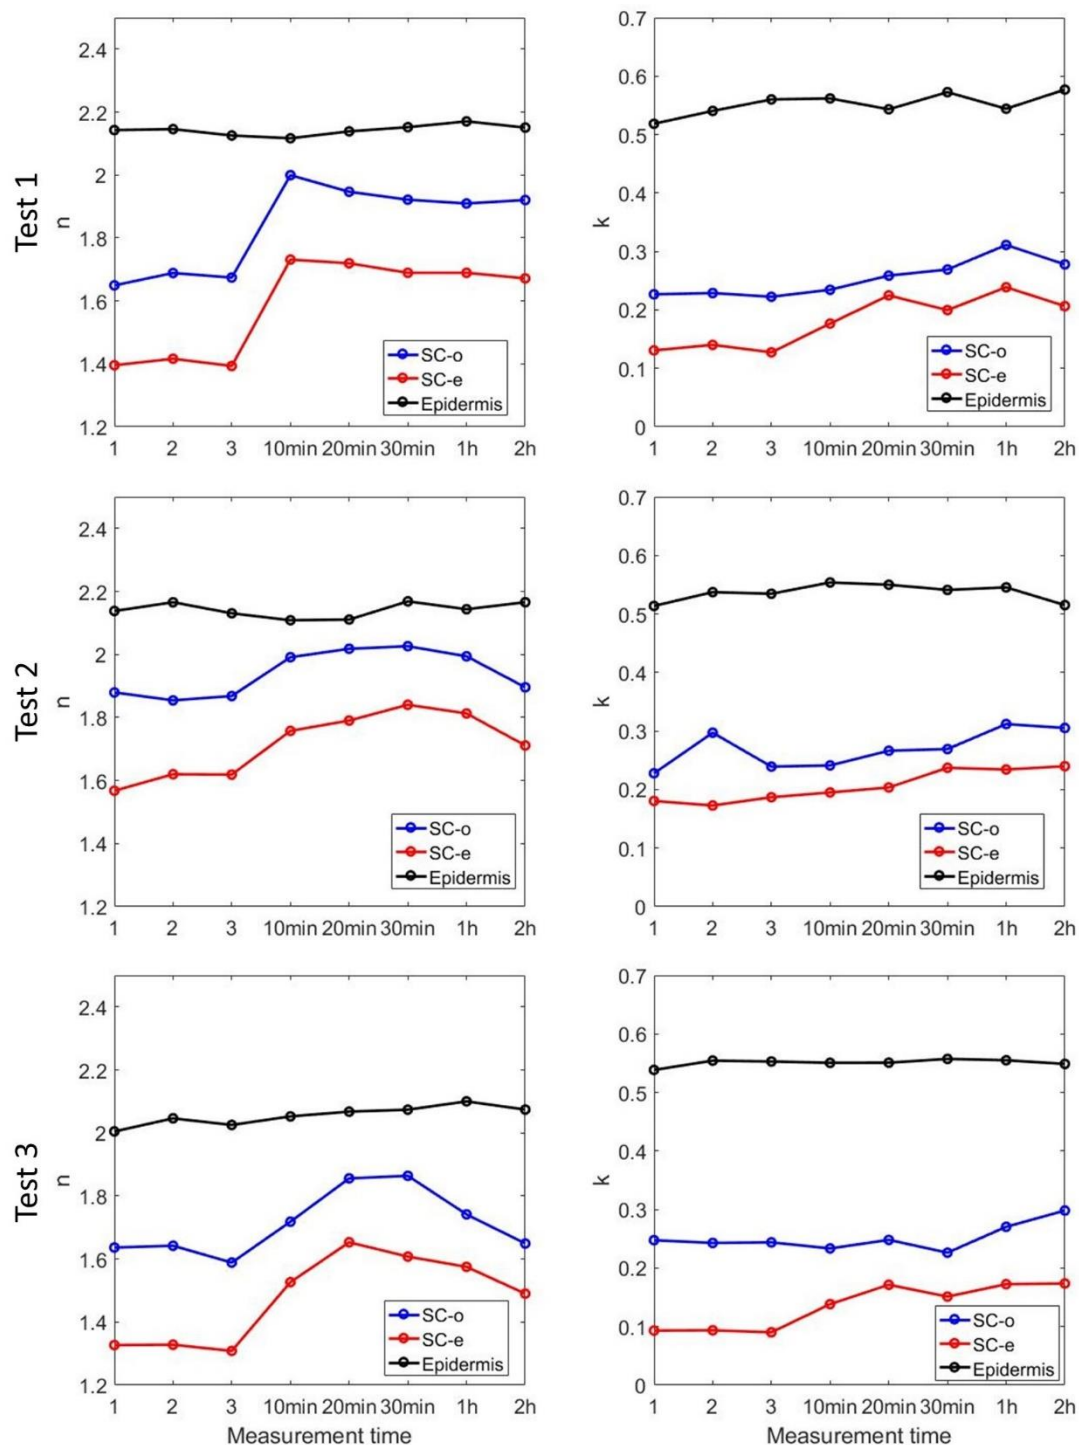 Test 1
n
2.4
2.2
2
1.8
1.6
1.4
1.2
1 2 3 10min 20min 30min 1h 2h
SC-o
SC-e
Epidermis
k
0.7
0.6
0.5
0.4
0.3
0.2
0.1
0
1 2 3 10min 20min 30min 1h 2h
SC-o
SC-e
Epidermis
Test 2
n
2.4
2.2
2
1.8
1.6
1.4
1.2
1 2 3 10min 20min 30min 1h 2h
SC-o
SC-e
Epidermis
k
0.7
0.6
0.5
0.4
0.3
0.2
0.1
0
1 2 3 10min 20min 30min 1h 2h
SC-o
SC-e
Epidermis
Test 3
n
2.4
2.2
2
1.8
1.6
1.4
1.2
1 2 3 10min 20min 30min 1h 2h
Measurement time
SC-o
SC-e
Epidermis
k
0.7
0.6
0.5
0.4
0.3
0.2
0.1
0
1 2 3 10min 20min 30min 1h 2h
Measurement time
SC-o
SC-e
Epidermis